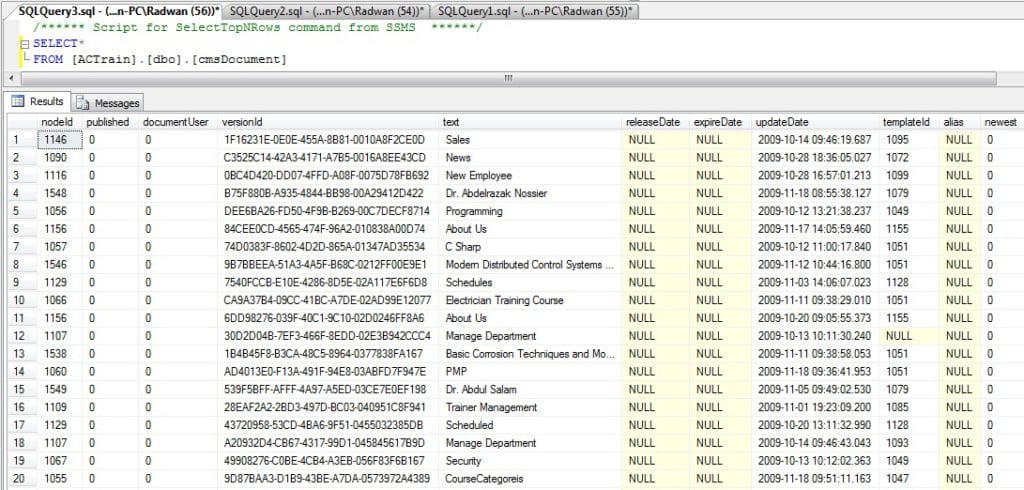 SQLQuery3.sql - (...n-PC\Radwan (56))* SQLQuery2.sql - (...n-PC\Radwan (54))* SQLQuery1.sql - (...n-PC\Radwan (55))*
/****** Script for SelectTopNRows command from SSMS ******/
SELECT*
FROM [ACTrain].[dbo].[cmsDocument]
Results Messages
nodeId published documentUser versionId text releaseDate expireDate updateDate templateId alias newest
1 1146 0 0 1F16231E-0E0E-455A-8B81-0010A8F2CE0D Sales NULL NULL 2009-10-14 09:46:19.687 1095 NULL 0
2 1090 0 0 C3525C14-42A3-4171-A7B5-0016A8EE43CD News NULL NULL 2009-10-28 18:36:05.027 1072 NULL 0
3 1116 0 0 0BC4D420-DD07-4FFD-A08F-0075D78FB692 New Employee NULL NULL 2009-10-28 16:57:01.213 1099 NULL 0
4 1548 0 0 B75F880B-A935-4844-BB98-00A29412D422 Dr. Abdelrazak Nossier NULL NULL 2009-11-18 08:55:38.127 1079 NULL 0
5 1056 0 0 DEE6BA26-FD50-4F9B-B269-00C7DECF8714 Programming NULL NULL 2009-10-12 13:21:38.237 1049 NULL 0
6 1156 0 0 84CEE0CD-4565-474F-96A2-010838A00D74 About Us NULL NULL 2009-11-17 14:05:59.460 1155 NULL 0
7 1057 0 0 74D0383F-8602-4D2D-865A-01347AD35534 C Sharp NULL NULL 2009-10-12 11:00:17.840 1051 NULL 0
8 1546 0 0 9B7BBEEA-51A3-4A5F-B68C-0212FF00E9E1 Modern Distributed Control Systems ... NULL NULL 2009-11-12 10:44:16.800 1051 NULL 0
9 1129 0 0 7540FCCB-E10E-4286-8D5E-02A117E6F6D8 Schedules NULL NULL 2009-11-03 14:06:07.023 1128 NULL 0
10 1066 0 0 CA9A37B4-09CC-41BC-A7DE-02AD99E12077 Electrician Training Course NULL NULL 2009-11-11 09:38:29.010 1051 NULL 0
11 1156 0 0 6DD98276-039F-40C1-9C10-02D0246FF8A6 About Us NULL NULL 2009-10-20 09:05:55.373 1155 NULL 0
12 1107 0 0 30D2D04B-7EF3-466F-8EDD-02E3B942CCC4 Manage Department NULL NULL 2009-10-13 10:11:30.240 NULL NULL 0
13 1538 0 0 1B4B45F8-B3CA-48C5-8964-0377838FA167 Basic Corrosion Techniques and Mo... NULL NULL 2009-11-11 09:38:58.053 1051 NULL 0
14 1060 0 0 AD4013E0-F13A-491F-94E8-03ABFD7F947E PMP NULL NULL 2009-11-18 09:36:41.953 1051 NULL 0
15 1549 0 0 539F5BFF-AFFF-4A97-A5ED-03CE7E0EF198 Dr. Abdul Salam NULL NULL 2009-11-05 09:49:02.530 1079 NULL 0
16 1109 0 0 28EAF2A2-2BD3-497D-BC03-040951C8F941 Trainer Management NULL NULL 2009-11-01 19:23:09.200 1085 NULL 0
17 1129 0 0 43720958-53CD-4BA6-9F51-0455032385DB Scheduled NULL NULL 2009-10-20 13:11:32.990 1128 NULL 0
18 1107 0 0 A20932D4-CB67-4317-99D1-045845617B9D Manage Department NULL NULL 2009-10-14 09:46:43.043 1093 NULL 0
19 1067 0 0 49908276-C0BE-4CB4-A3EB-056F83F6B167 Security NULL NULL 2009-10-13 10:12:02.363 1049 NULL 0
20 1055 0 0 9D87BAA3-D1B9-43BE-A7DA-0573972A4389 CourseCategoreis NULL NULL 2009-11-18 09:51:11.163 1047 NULL 0